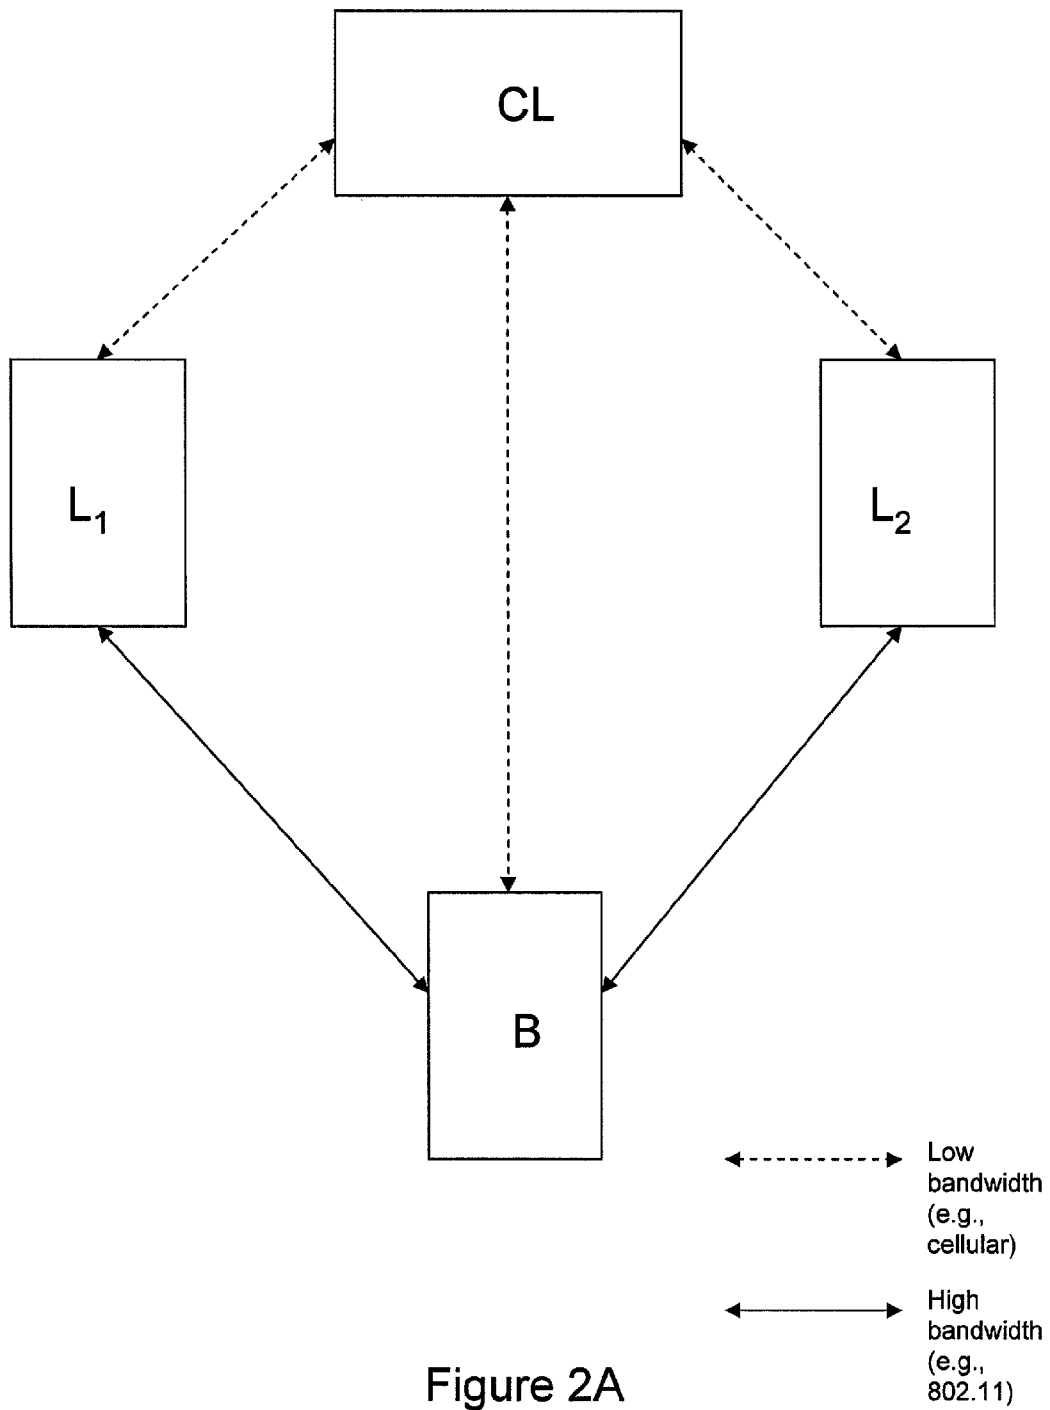 CL
L₁
L₂
B
Low
bandwidth
(e.g.,
cellular)
High
bandwidth
(e.g.,
802.11)
Figure 2A